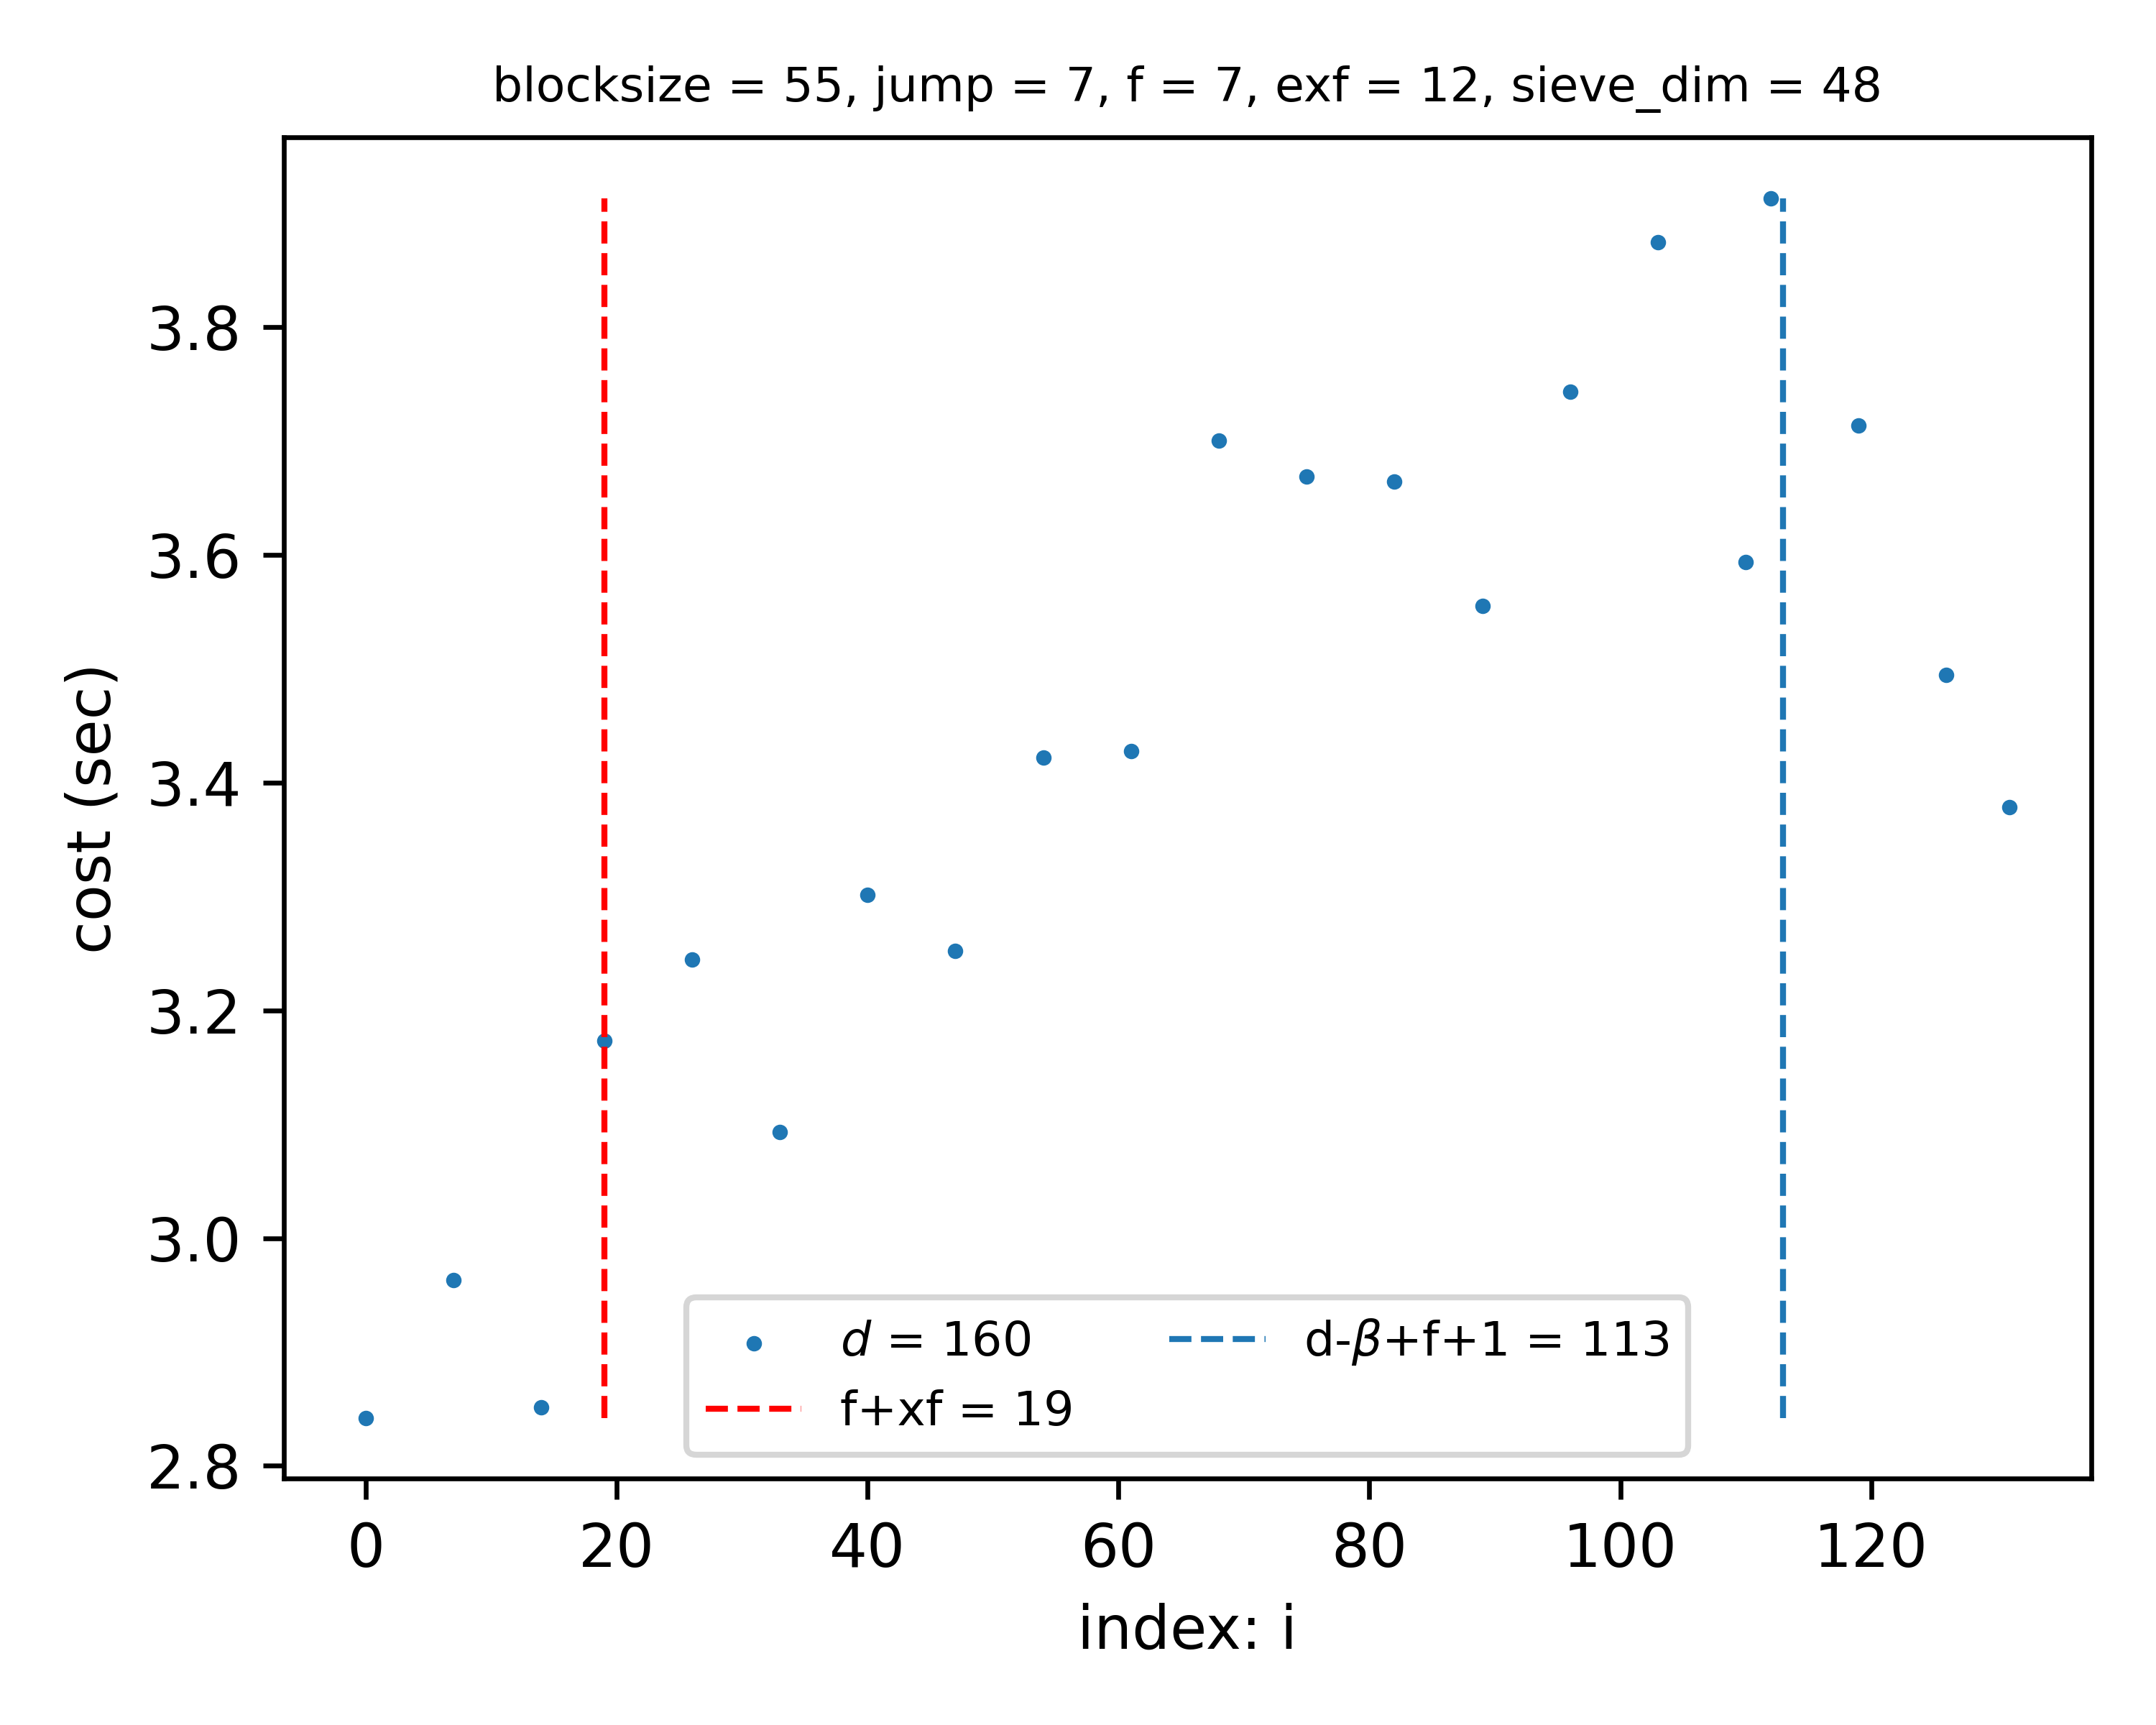 blocksize = 55, jump = 7, f = 7, exf = 12, sieve_dim = 48
cost (sec)
3.8
3.6
3.4
3.2
3.0
2.8
d = 160
f+xf = 19
d-β+f+1 = 113
0 20 40 60 80 100 120
index: i